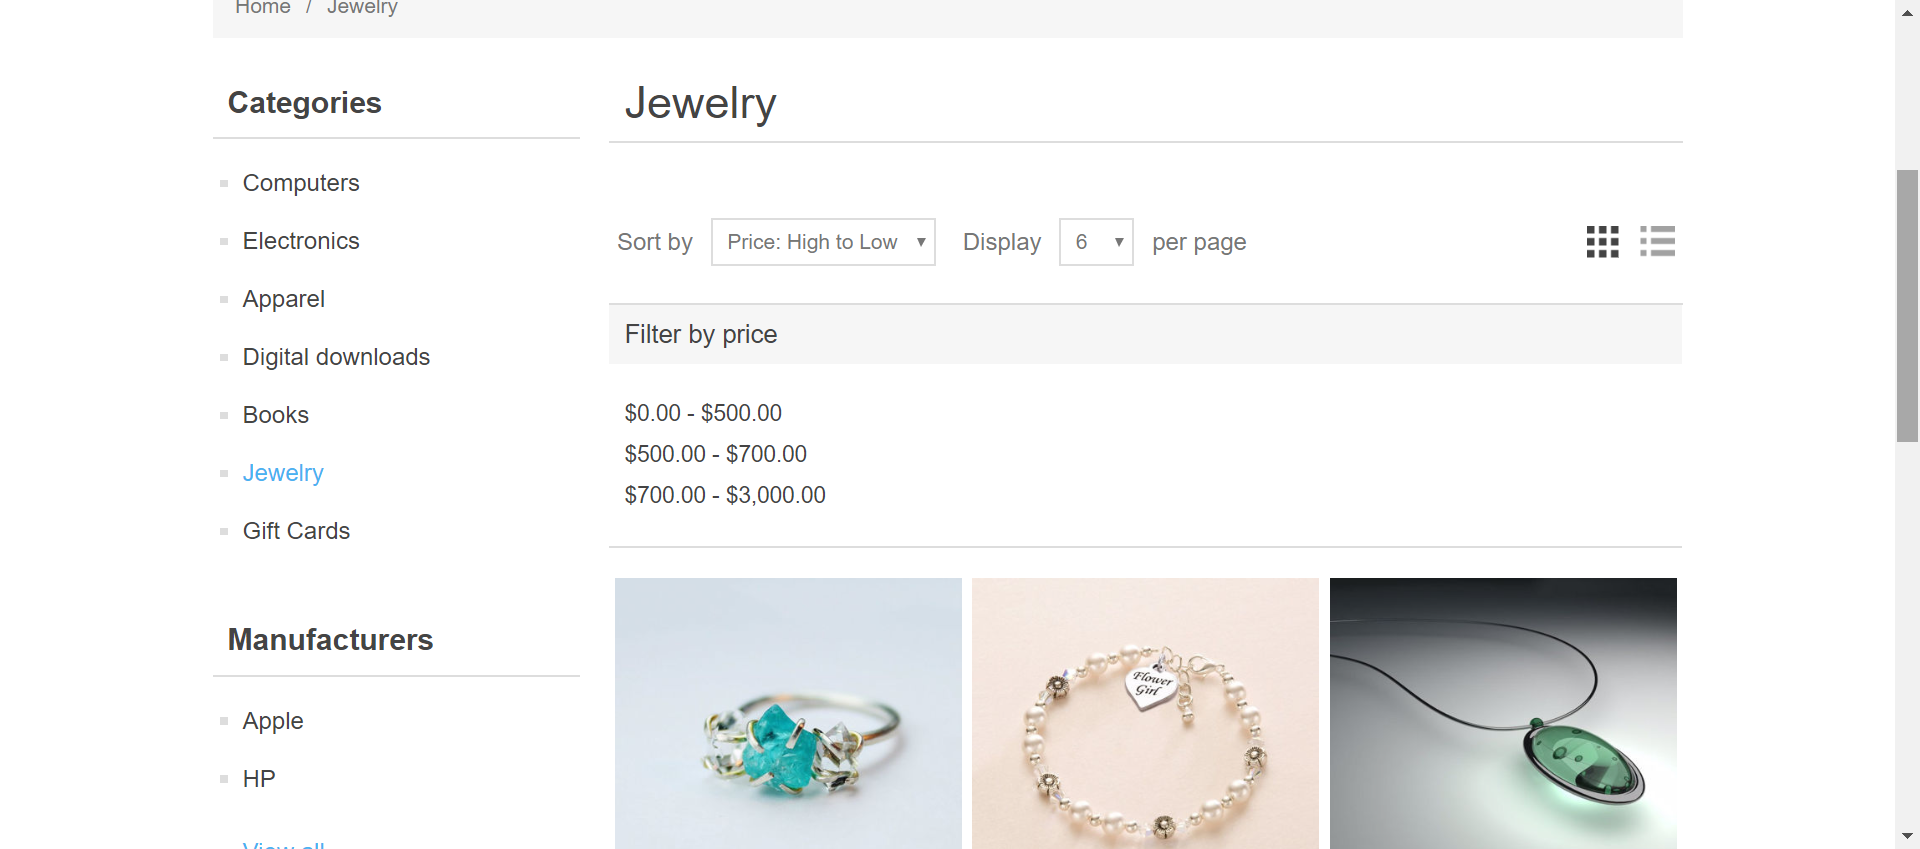 Home / Jewelry
Categories
Computers
Electronics
Apparel
Digital downloads
Books
Jewelry
Gift Cards
Manufacturers
Apple
HP
View all
Jewelry
Sort by Price: High to Low Display 6 per page
Filter by price
$0.00 - $500.00
$500.00 - $700.00
$700.00 - $3,000.00
Flower
Girl